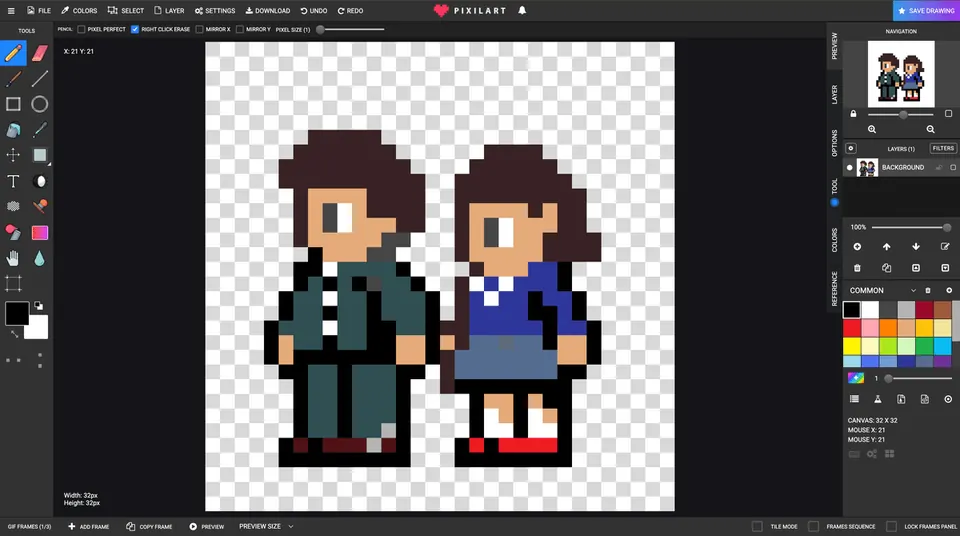 FILE COLORS SELECT LAYER SETTINGS DOWNLOAD UNDO REDO PIXILART SAVE DRAWING
TOOLS
PENCIL PIXEL PERFECT RIGHT CLICK ERASE MIRROR X MIRROR Y PIXEL SIZE (1)
X: 21 Y: 21
NAVIGATION
PREVIEW
LAYER
OPTIONS
TOOL
COLORS
REFERENCE
LAYERS (1) FILTERS
BACKGROUND
100%
COMMON
1
CANVAS: 32 X 32
MOUSE X: 21
MOUSE Y: 21
Width: 32px
Height: 32px
GIF FRAMES (1/3) ADD FRAME COPY FRAME PREVIEW PREVIEW SIZE TILE MODE FRAMES SEQUENCE LOCK FRAMES PANEL